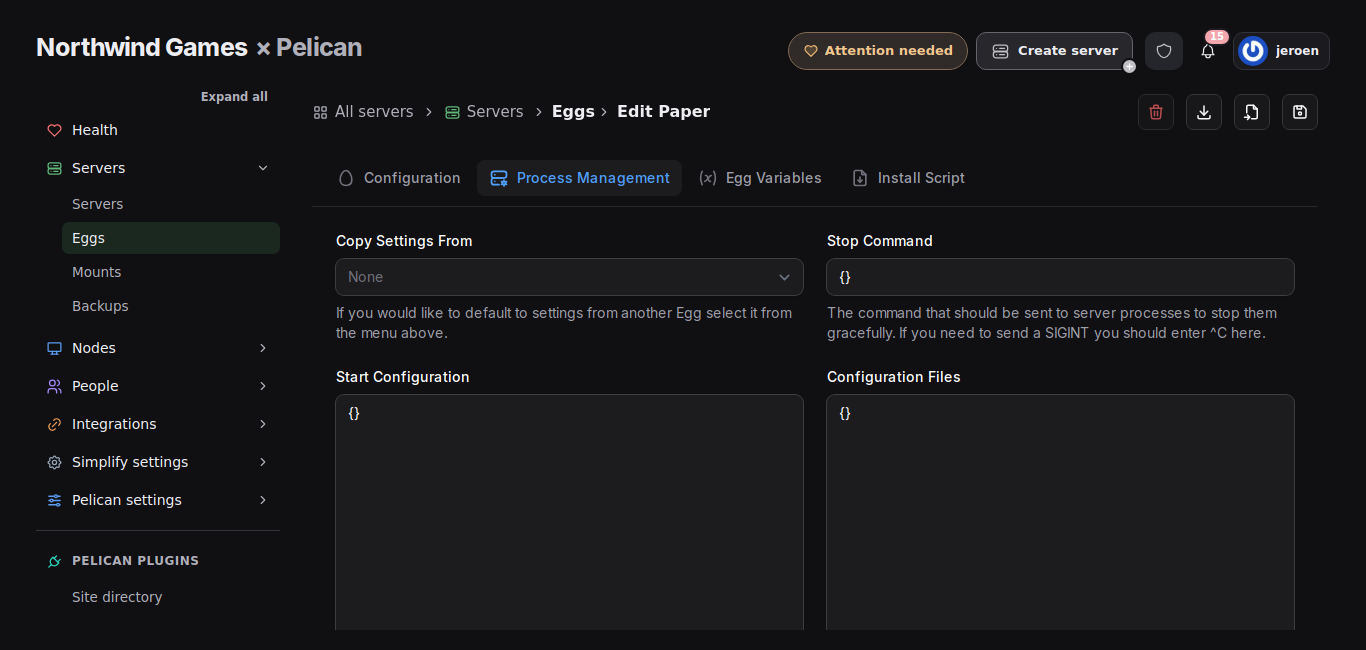 Northwind Games × Pelican
Attention needed
Create server
15
jeroen
Expand all
Health
Servers
Servers
Eggs
Mounts
Backups
Nodes
People
Integrations
Simplify settings
Pelican settings
PELICAN PLUGINS
Site directory
All servers > Servers > Eggs > Edit Paper
Configuration
Process Management
(x) Egg Variables
Install Script
Copy Settings From
None
If you would like to default to settings from another Egg select it from
the menu above.
Stop Command
{}
The command that should be sent to server processes to stop them
gracefully. If you need to send a SIGINT you should enter ^C here.
Start Configuration
{}
Configuration Files
{}